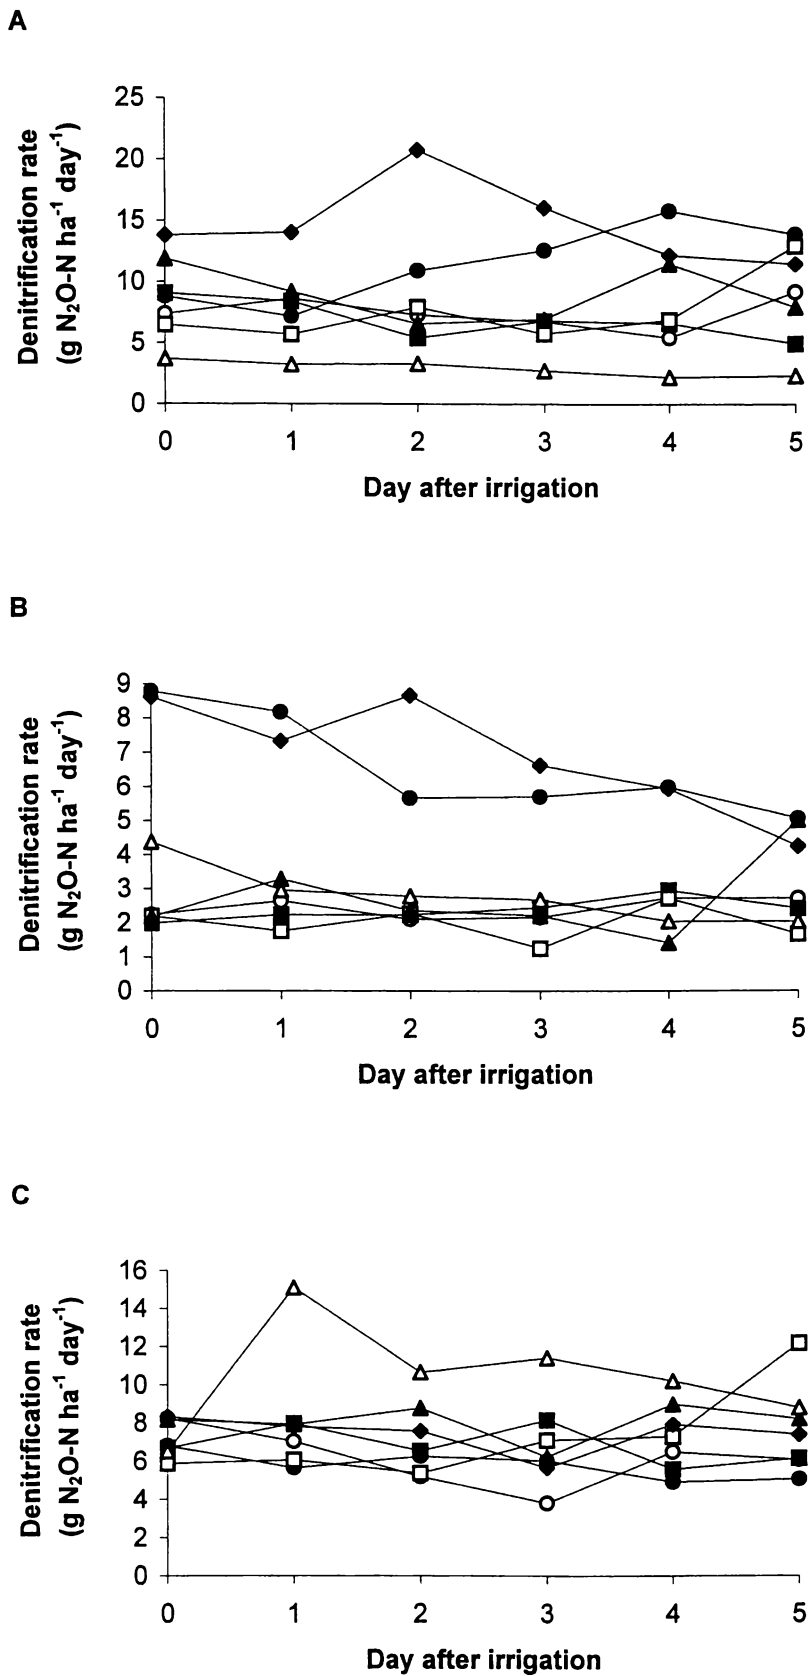 A
Denitrification rate
(g N₂O-N ha⁻¹ day⁻¹)
25
20
15
10
5
0
0 1 2 3 4 5
Day after irrigation
B
Denitrification rate
(g N₂O-N ha⁻¹ day⁻¹)
9
8
7
6
5
4
3
2
1
0
0 1 2 3 4 5
Day after irrigation
C
Denitrification rate
(g N₂O-N ha⁻¹ day⁻¹)
16
14
12
10
8
6
4
2
0
0 1 2 3 4 5
Day after irrigation